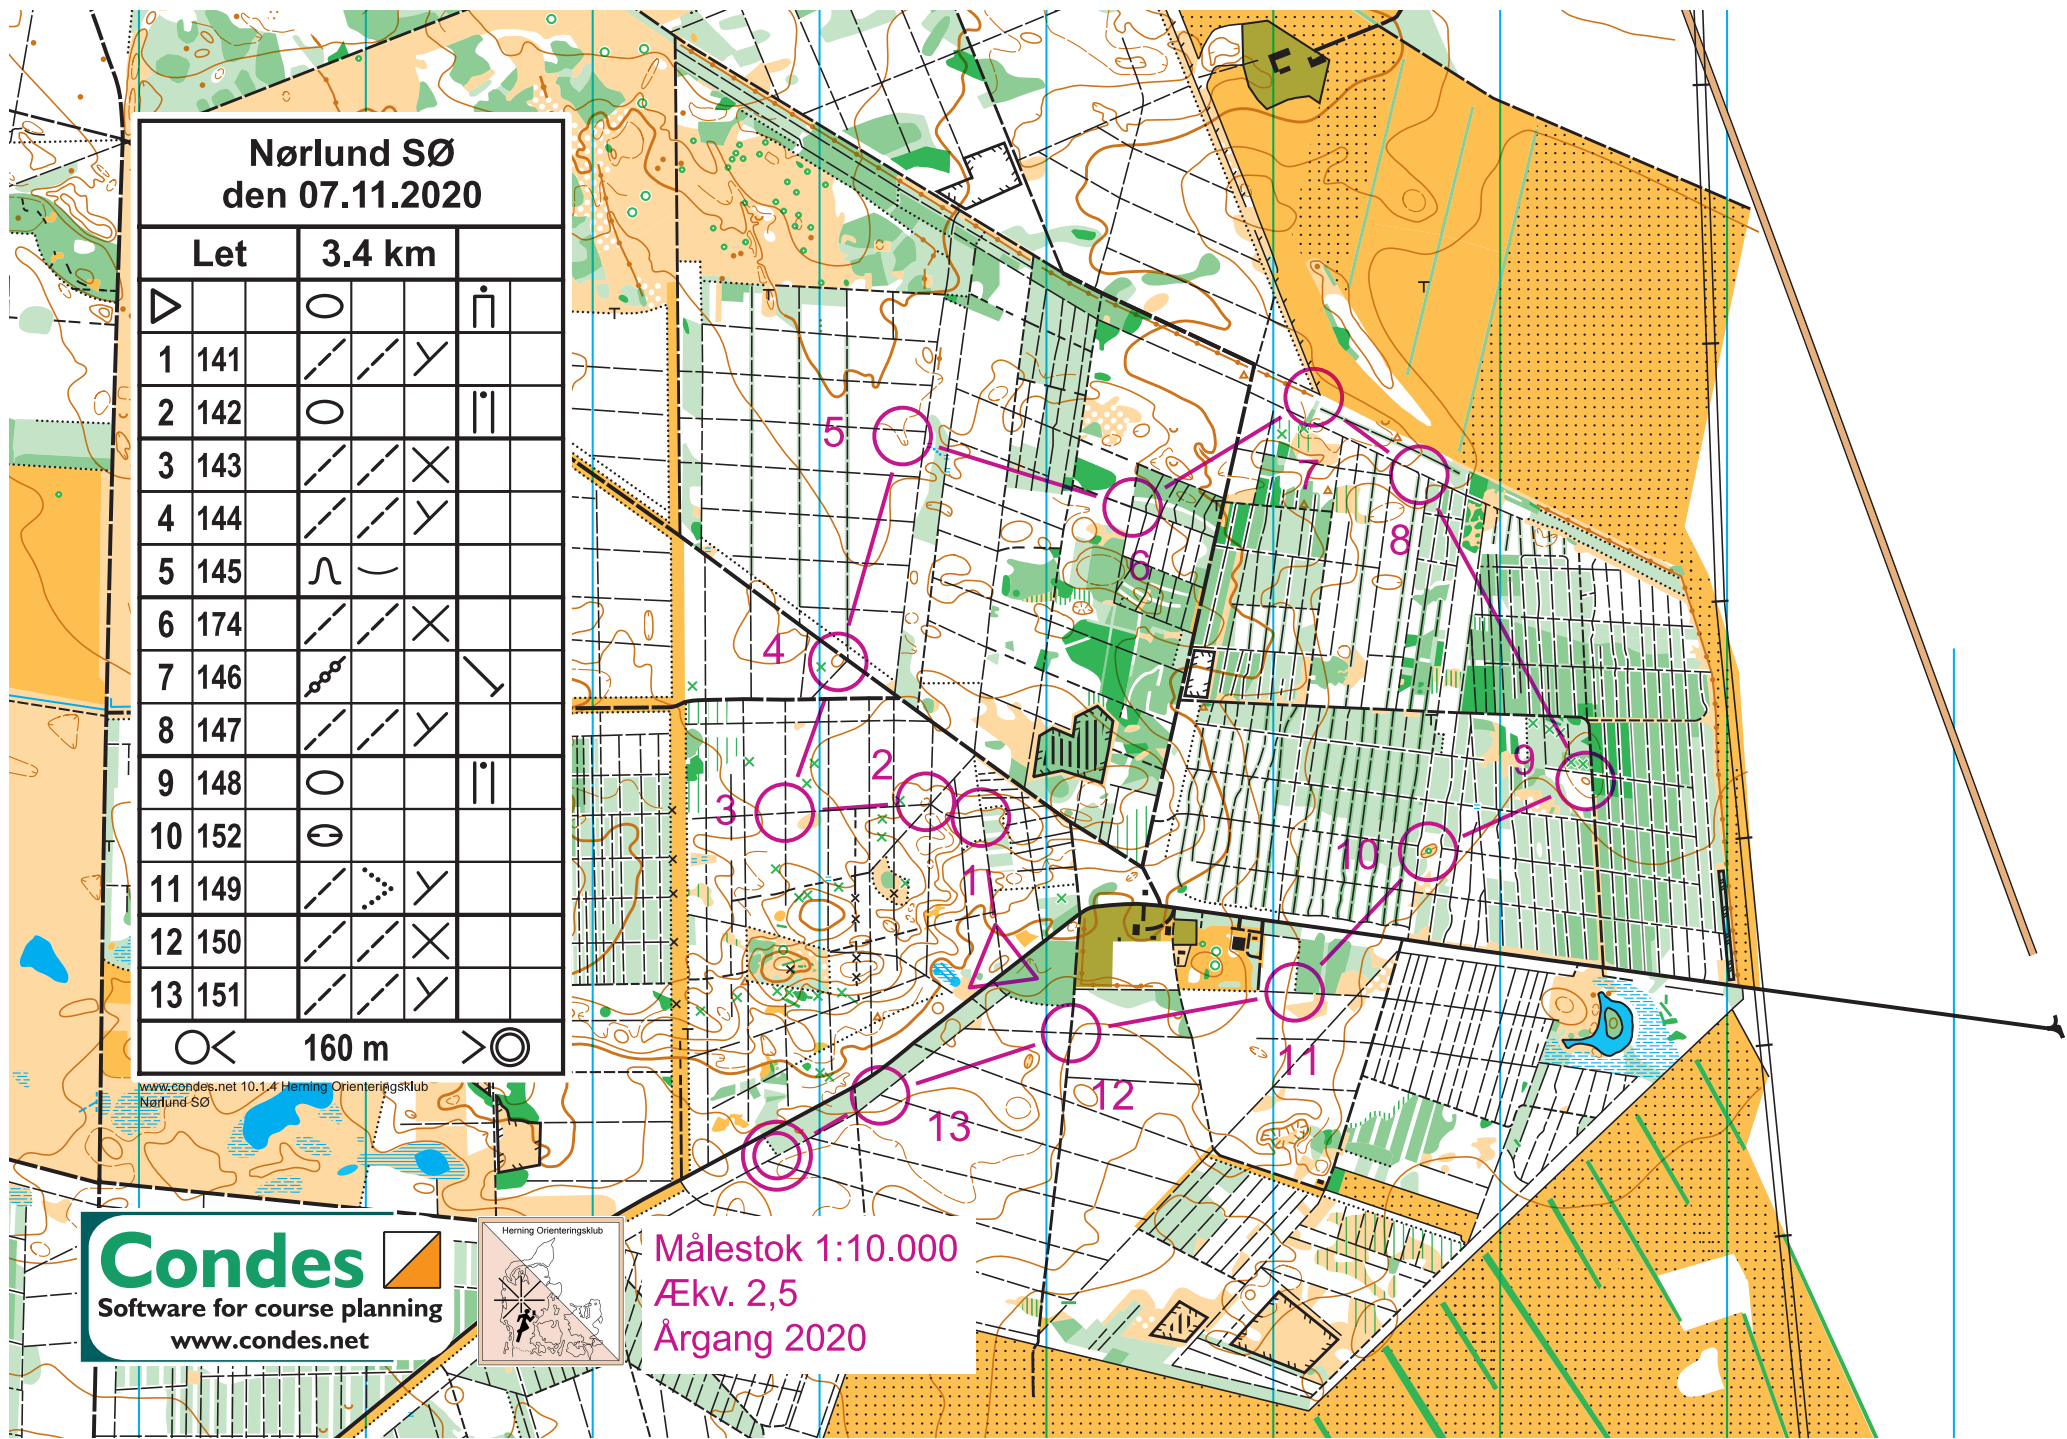 Nørlund SØ
den 07.11.2020
Let 3.4 km
1 141
2 142
3 143
4 144
5 145
6 174
7 146
8 147
9 148
10 152
11 149
12 150
13 151
160 m
www.condes.net 10.1.4 Herning Orienteringsklub
Nørlund SØ
5
6
7
8
4
9
2
3
10
1
11
12
13
Condes
Software for course planning
www.condes.net
Herning Orienteringsklub
Målestok 1:10.000
Ækv. 2,5
Årgang 2020